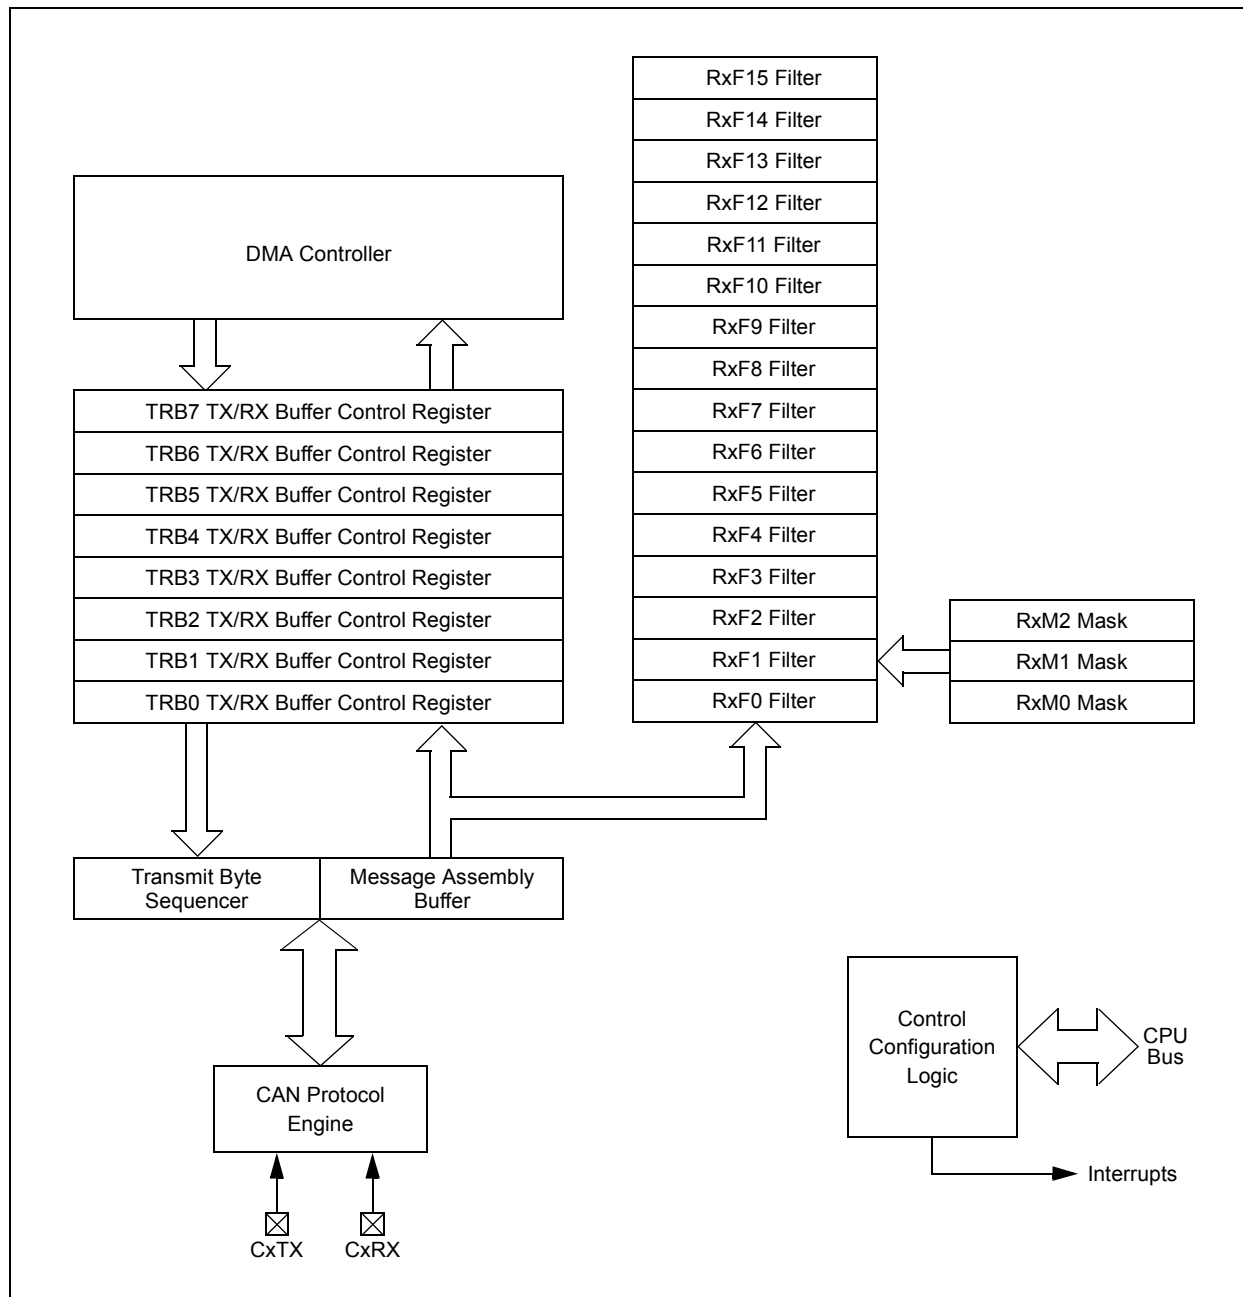 DMA Controller
TRB7 TX/RX Buffer Control Register
TRB6 TX/RX Buffer Control Register
TRB5 TX/RX Buffer Control Register
TRB4 TX/RX Buffer Control Register
TRB3 TX/RX Buffer Control Register
TRB2 TX/RX Buffer Control Register
TRB1 TX/RX Buffer Control Register
TRB0 TX/RX Buffer Control Register
RxF15 Filter
RxF14 Filter
RxF13 Filter
RxF12 Filter
RxF11 Filter
RxF10 Filter
RxF9 Filter
RxF8 Filter
RxF7 Filter
RxF6 Filter
RxF5 Filter
RxF4 Filter
RxF3 Filter
RxF2 Filter
RxF1 Filter
RxF0 Filter
RxM2 Mask
RxM1 Mask
RxM0 Mask
Transmit Byte
Sequencer
Message Assembly
Buffer
CAN Protocol
Engine
CxTX
CxRX
Control
Configuration
Logic
CPU
Bus
Interrupts